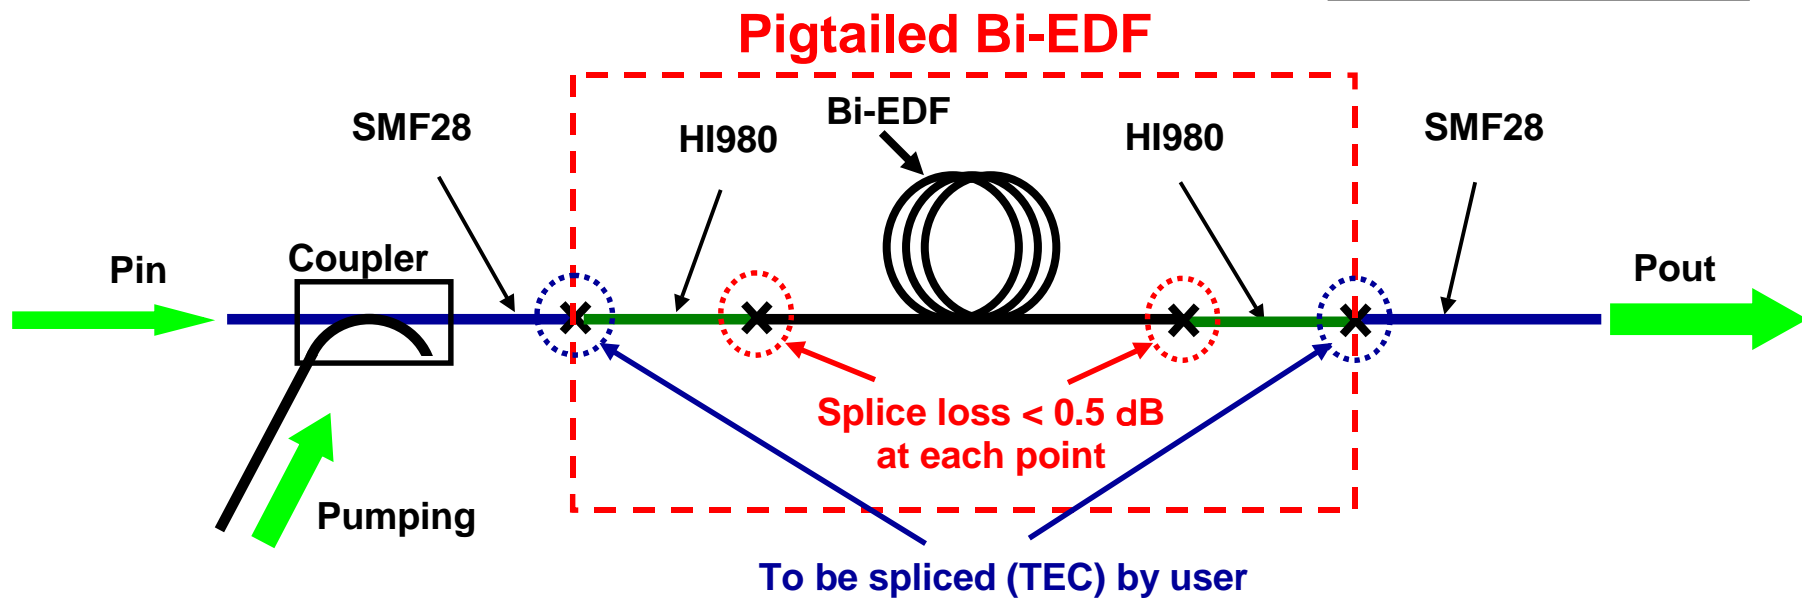 Pigtailed Bi-EDF
Bi-EDF
SMF28
HI980
HI980
SMF28
Pin
Coupler
Pout
Splice loss < 0.5 dB
at each point
Pumping
To be spliced (TEC) by user